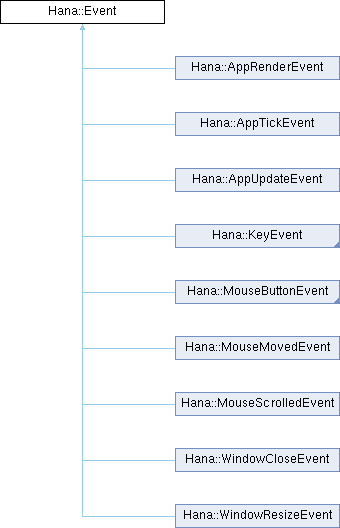 Hana::Event
Hana::AppRenderEvent
Hana::AppTickEvent
Hana::AppUpdateEvent
Hana::KeyEvent
Hana::MouseButtonEvent
Hana::MouseMovedEvent
Hana::MouseScrolledEvent
Hana::WindowCloseEvent
Hana::WindowResizeEvent